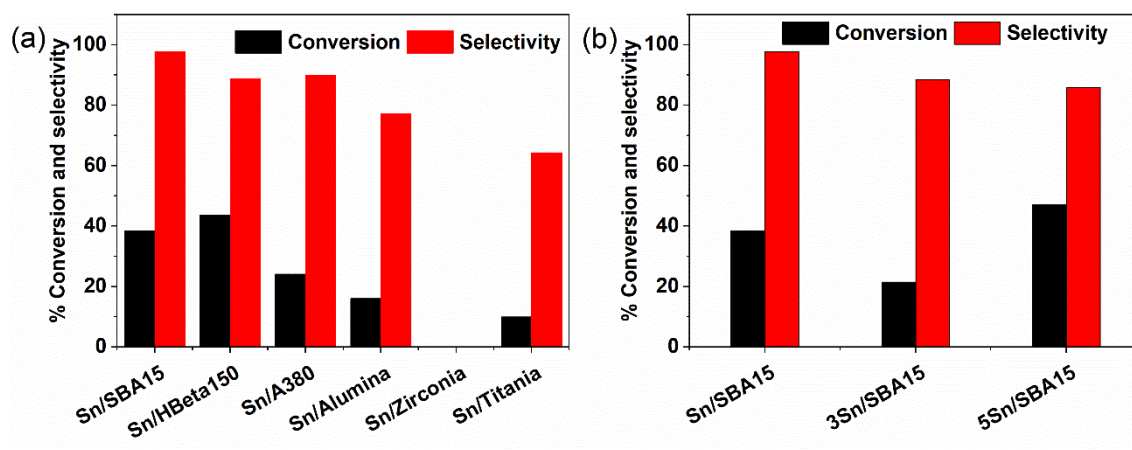 (a)
Conversion Selectivity
% Conversion and selectivity
100
80
60
40
20
0
Sn/SBA15
Sn/HBeta150
Sn/A380
Sn/Alumina
Sn/Zirconia
Sn/Titania
(b)
Conversion Selectivity
% Conversion and selectivity
100
80
60
40
20
0
Sn/SBA15
3Sn/SBA15
5Sn/SBA15